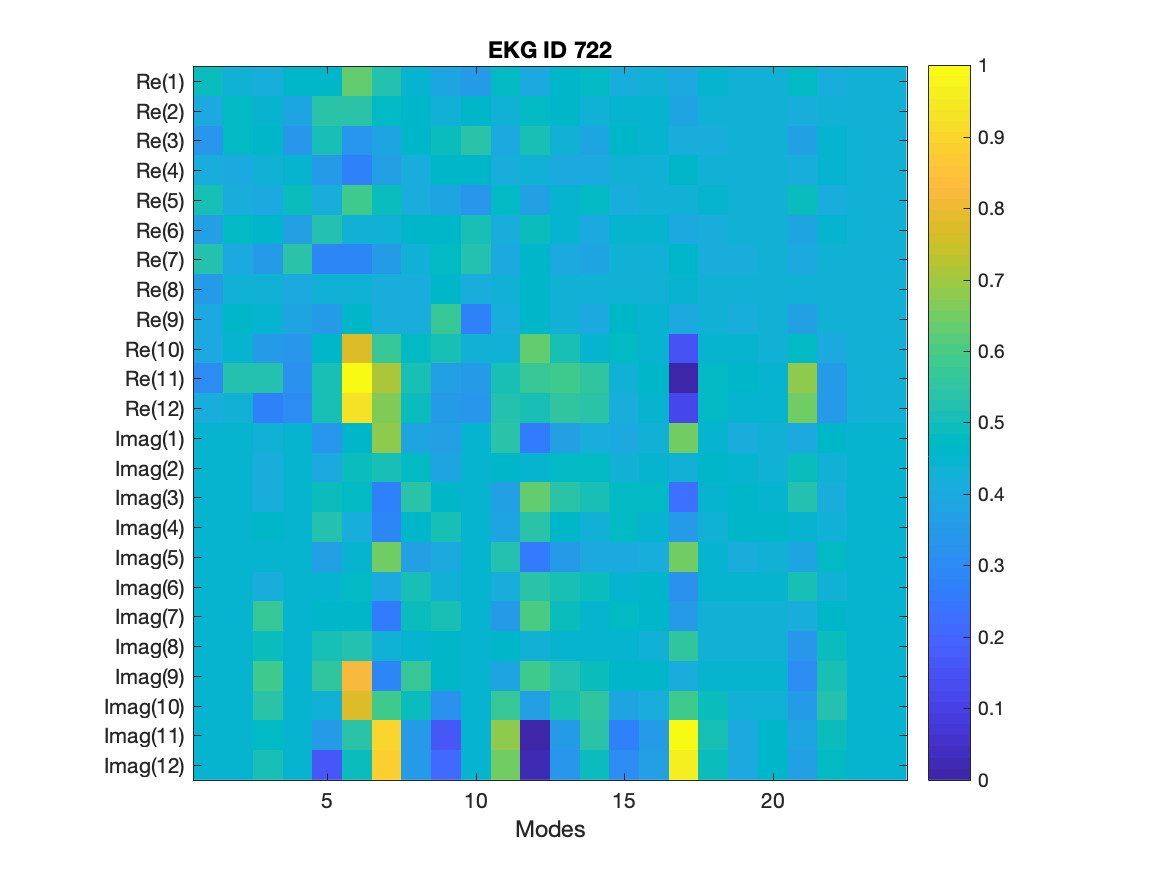 EKG ID 722
Re(1)
Re(2)
Re(3)
Re(4)
Re(5)
Re(6)
Re(7)
Re(8)
Re(9)
Re(10)
Re(11)
Re(12)
Imag(1)
Imag(2)
Imag(3)
Imag(4)
Imag(5)
Imag(6)
Imag(7)
Imag(8)
Imag(9)
Imag(10)
Imag(11)
Imag(12)
5 10 15 20
Modes
1
0.9
0.8
0.7
0.6
0.5
0.4
0.3
0.2
0.1
0